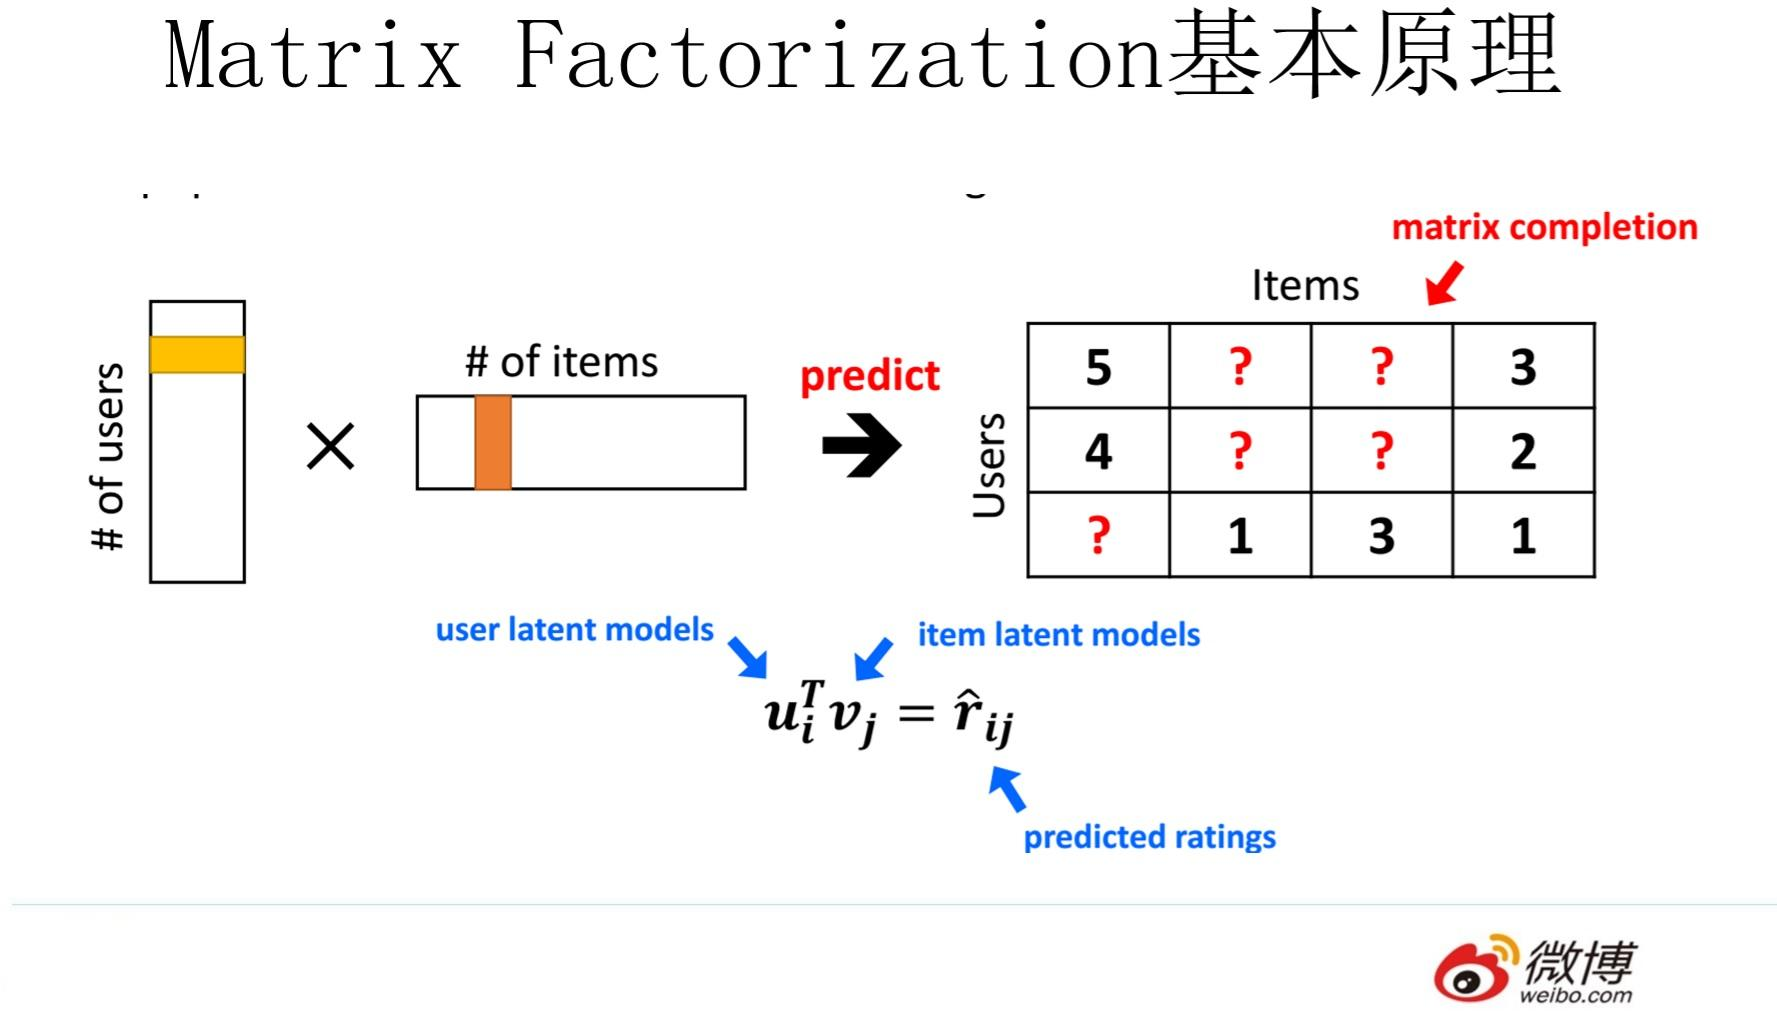 Matrix Factorization基本原理
matrix completion
Items
# of users
# of items
predict
Users
5 ? ? 3
4 ? ? 2
? 1 3 1
user latent models
item latent models
u_i^T v_j = r̂_ij
predicted ratings
微博
weibo.com